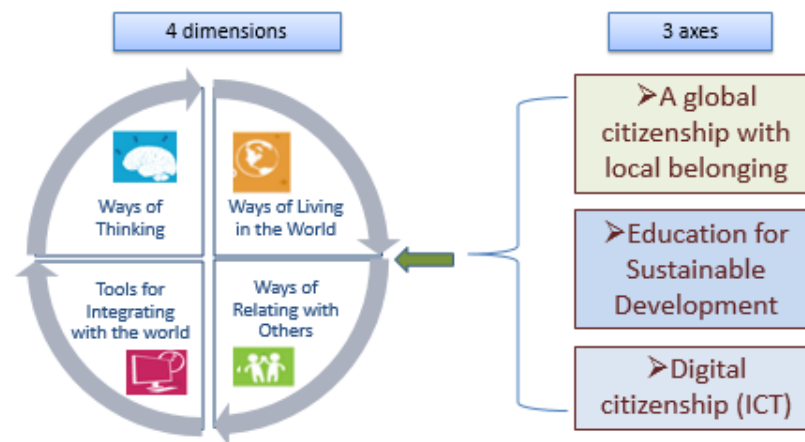 4 dimensions
3 axes
Ways of
Thinking
Ways of Living
in the World
Tools for
Integrating
with the world
Ways of
Relating with
Others
➢A global
citizenship with
local belonging
➢Education for
Sustainable
Development
➢Digital
citizenship (ICT)